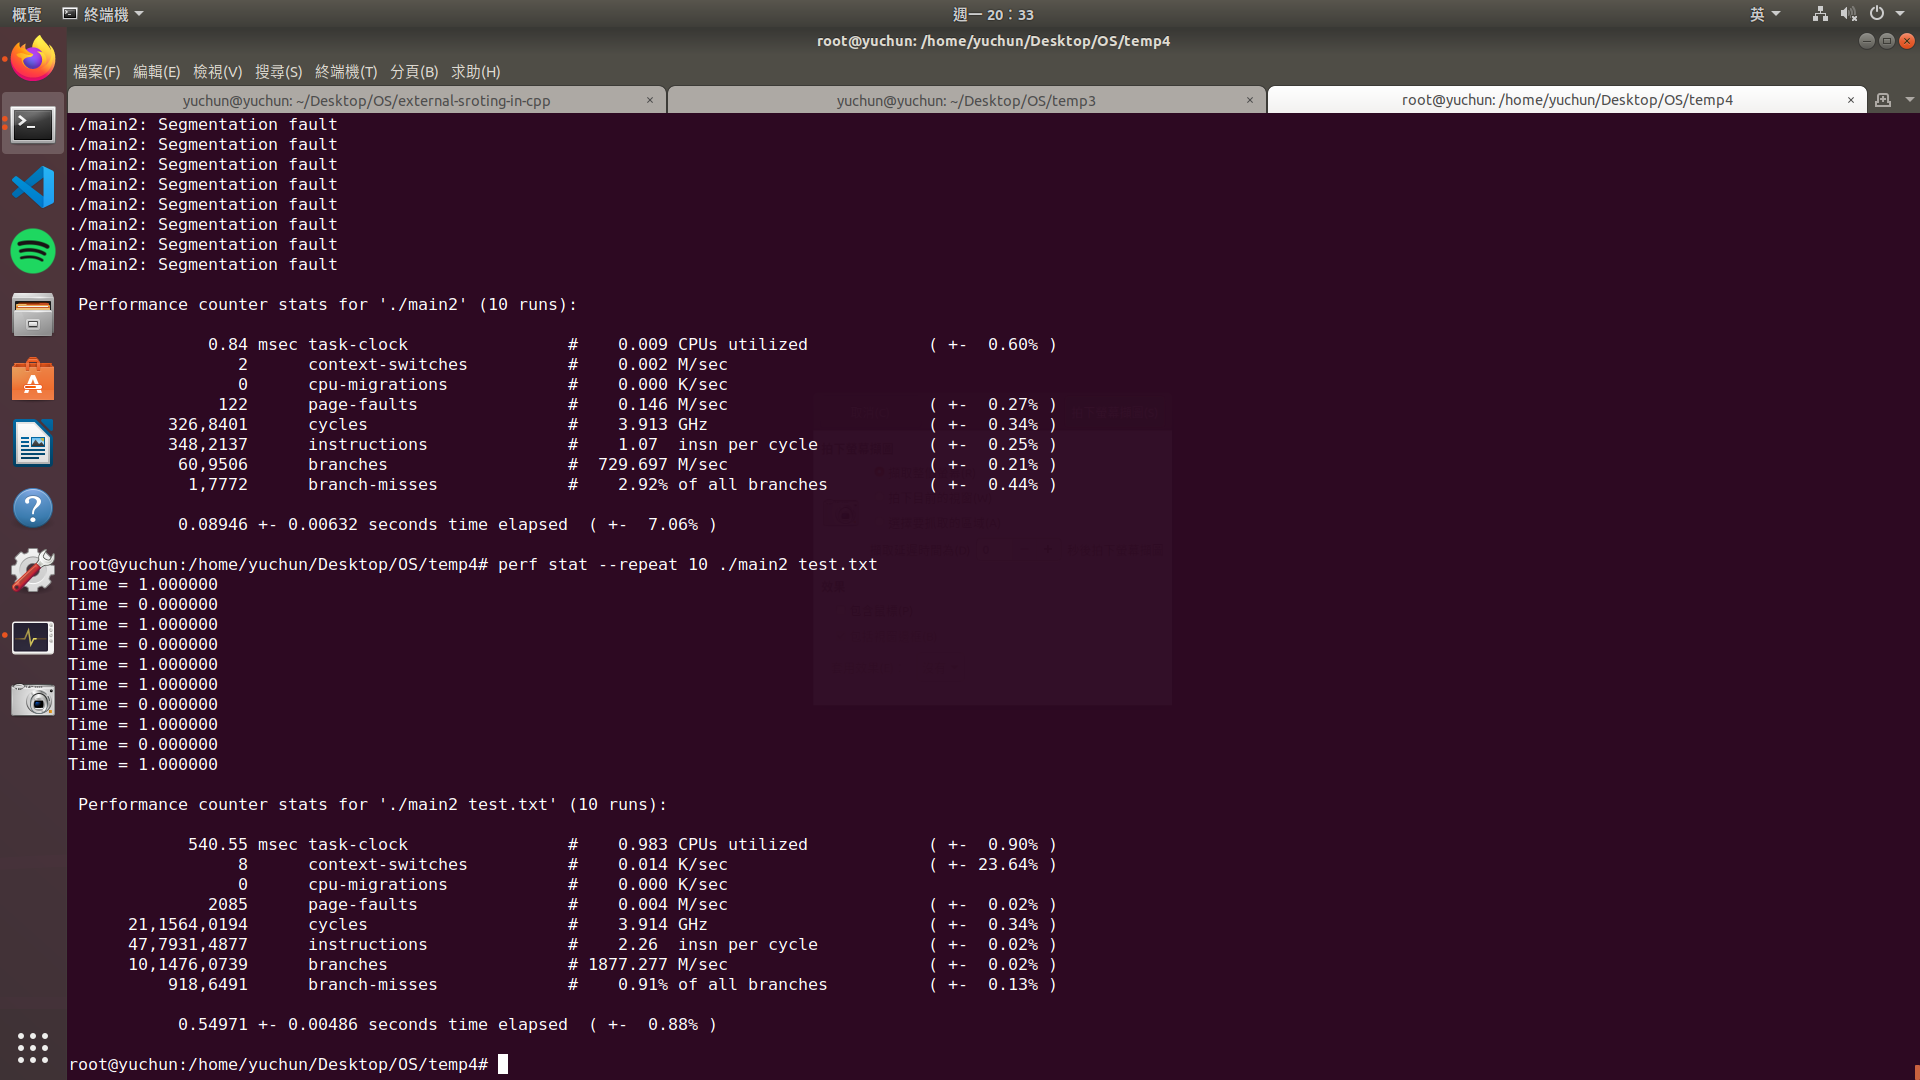 概覽 終端機 週一 20：33 英
root@yuchun: /home/yuchun/Desktop/OS/temp4
檔案(F) 編輯(E) 檢視(V) 搜尋(S) 終端機(T) 分頁(B) 求助(H)
yuchun@yuchun: ~/Desktop/OS/external-sroting-in-cpp × yuchun@yuchun: ~/Desktop/OS/temp3 × root@yuchun: /home/yuchun/Desktop/OS/temp4 ×
./main2: Segmentation fault
./main2: Segmentation fault
./main2: Segmentation fault
./main2: Segmentation fault
./main2: Segmentation fault
./main2: Segmentation fault
./main2: Segmentation fault
./main2: Segmentation fault
Performance counter stats for './main2' (10 runs):
0.84 msec task-clock # 0.009 CPUs utilized ( +- 0.60% )
2 context-switches # 0.002 M/sec
0 cpu-migrations # 0.000 K/sec
122 page-faults # 0.146 M/sec ( +- 0.27% )
326,8401 cycles # 3.913 GHz ( +- 0.34% )
348,2137 instructions # 1.07 insn per cycle ( +- 0.25% )
60,9506 branches # 729.697 M/sec ( +- 0.21% )
1,7772 branch-misses # 2.92% of all branches ( +- 0.44% )
0.08946 +- 0.00632 seconds time elapsed ( +- 7.06% )
root@yuchun:/home/yuchun/Desktop/OS/temp4# perf stat --repeat 10 ./main2 test.txt
Time = 1.000000
Time = 0.000000
Time = 1.000000
Time = 0.000000
Time = 1.000000
Time = 1.000000
Time = 0.000000
Time = 1.000000
Time = 0.000000
Time = 1.000000
Performance counter stats for './main2 test.txt' (10 runs):
540.55 msec task-clock # 0.983 CPUs utilized ( +- 0.90% )
8 context-switches # 0.014 K/sec ( +- 23.64% )
0 cpu-migrations # 0.000 K/sec
2085 page-faults # 0.004 M/sec ( +- 0.02% )
21,1564,0194 cycles # 3.914 GHz ( +- 0.34% )
47,7931,4877 instructions # 2.26 insn per cycle ( +- 0.02% )
10,1476,0739 branches # 1877.277 M/sec ( +- 0.02% )
918,6491 branch-misses # 0.91% of all branches ( +- 0.13% )
0.54971 +- 0.00486 seconds time elapsed ( +- 0.88% )
root@yuchun:/home/yuchun/Desktop/OS/temp4#